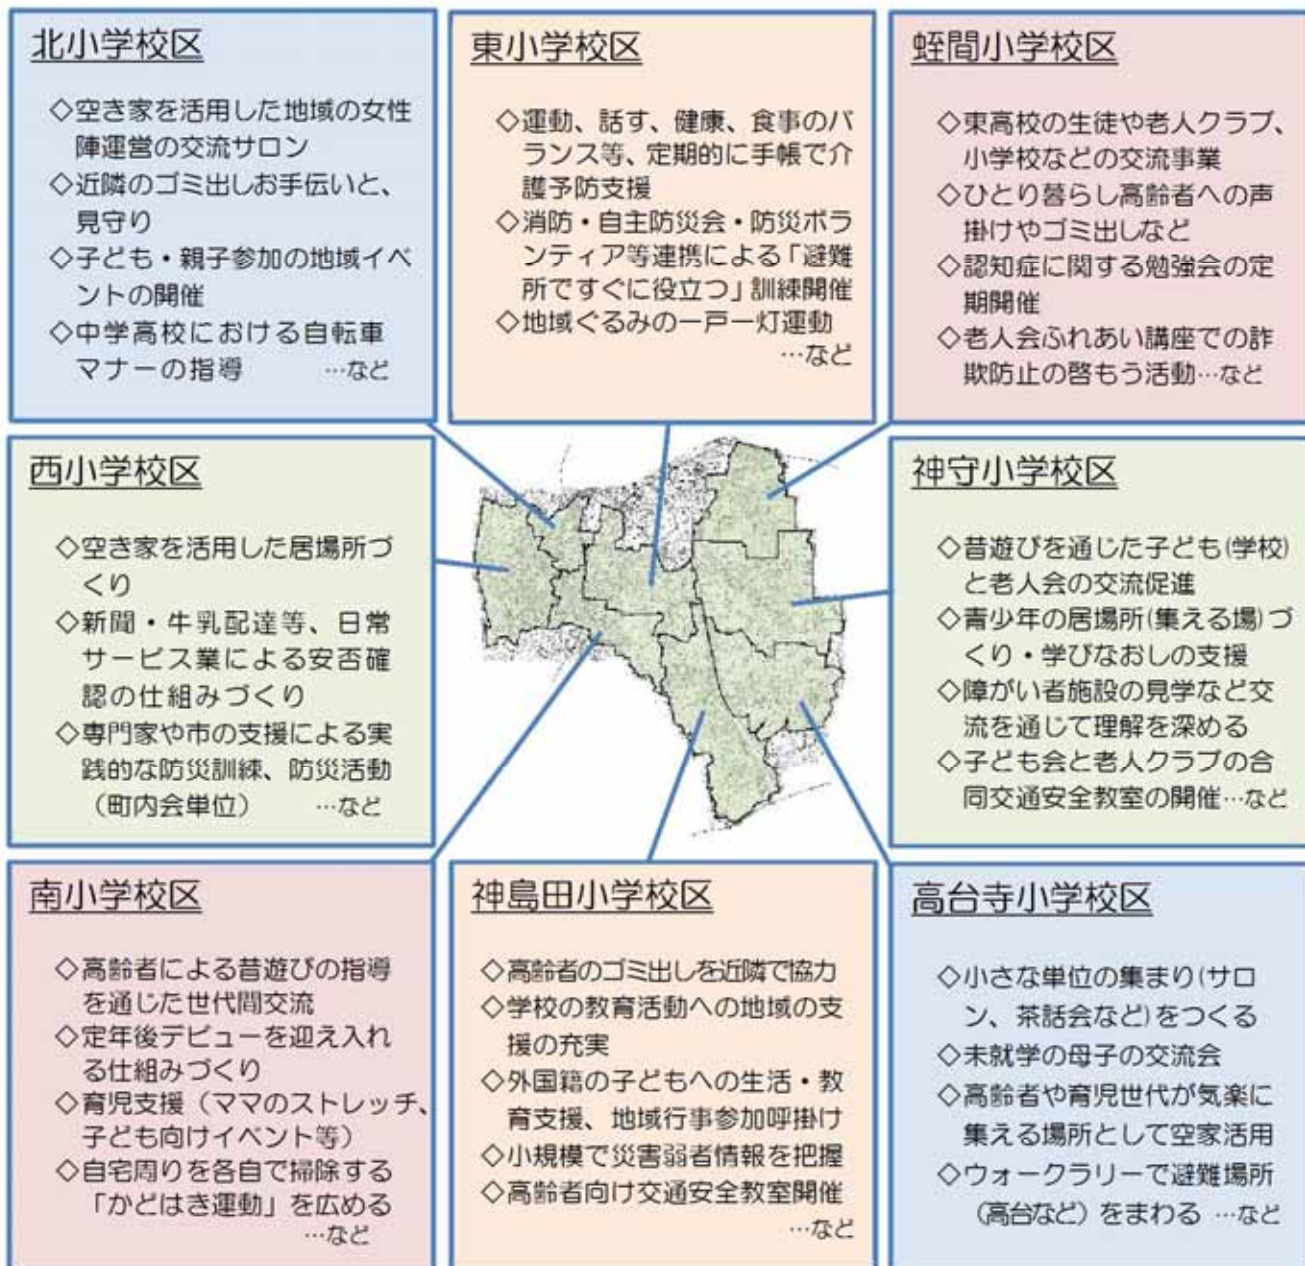 北小学校区
◇空き家を活用した地域の女性
陣運営の交流サロン
◇近隣のゴミ出しお手伝いと、
見守り
◇子ども・親子参加の地域イベ
ントの開催
◇中学高校における自転車
マナーの指導 …など
東小学校区
◇運動、話す、健康、食事のバ
ランス等、定期的に手帳で介
護予防支援
◇消防・自主防災会・防災ボラ
ンティア等連携による「避難
所ですぐに役立つ」訓練開催
◇地域ぐるみの一戸一灯運動
…など
蛭間小学校区
◇東高校の生徒や老人クラブ、
小学校などの交流事業
◇ひとり暮らし高齢者への声
掛けやゴミ出しなど
◇認知症に関する勉強会の定
期開催
◇老人会ふれあい講座での詐
欺防止の啓もう活動…など
西小学校区
◇空き家を活用した居場所づ
くり
◇新聞・牛乳配達等、日常
サービス業による安否確
認の仕組みづくり
◇専門家や市の支援による実
践的な防災訓練、防災活動
（町内会単位） …など
神守小学校区
◇昔遊びを通じた子ども(学校)
と老人会の交流促進
◇青少年の居場所(集える場)づ
くり・学びなおしの支援
◇障がい者施設の見学など交
流を通じて理解を深める
◇子ども会と老人クラブの合
同交通安全教室の開催…など
南小学校区
◇高齢者による昔遊びの指導
を通じた世代間交流
◇定年後デビューを迎え入れ
る仕組みづくり
◇育児支援（ママのストレッチ、
子ども向けイベント等）
◇自宅周りを各自で掃除する
「かどはき運動」を広める
…など
神島田小学校区
◇高齢者のゴミ出しを近隣で協力
◇学校の教育活動への地域の支
援の充実
◇外国籍の子どもへの生活・教
育支援、地域行事参加呼掛け
◇小規模で災害弱者情報を把握
◇高齢者向け交通安全教室開催
…など
高台寺小学校区
◇小さな単位の集まり(サロ
ン、茶話会など)をつくる
◇未就学の母子の交流会
◇高齢者や育児世代が気楽に
集える場所として空家活用
◇ウォークラリーで避難場所
（高台など）をまわる …など